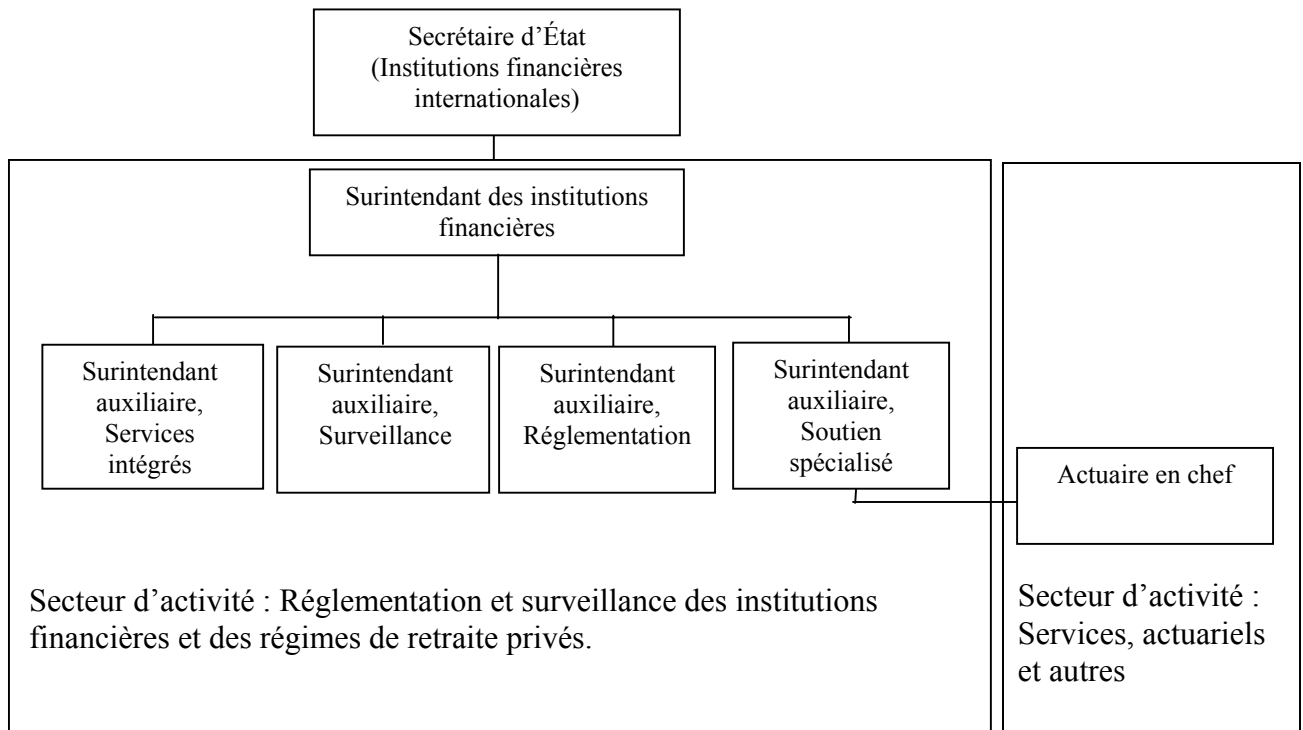 Secrétaire d’État
(Institutions financières
internationales)
Surintendant des institutions
financières
Surintendant
auxiliaire,
Services
intégrés
Surintendant
auxiliaire,
Surveillance
Surintendant
auxiliaire,
Réglementation
Surintendant
auxiliaire,
Soutien
spécialisé
Actuaire en chef
Secteur d’activité : Réglementation et surveillance des institutions
financières et des régimes de retraite privés.
Secteur d’activité :
Services, actuariels
et autres